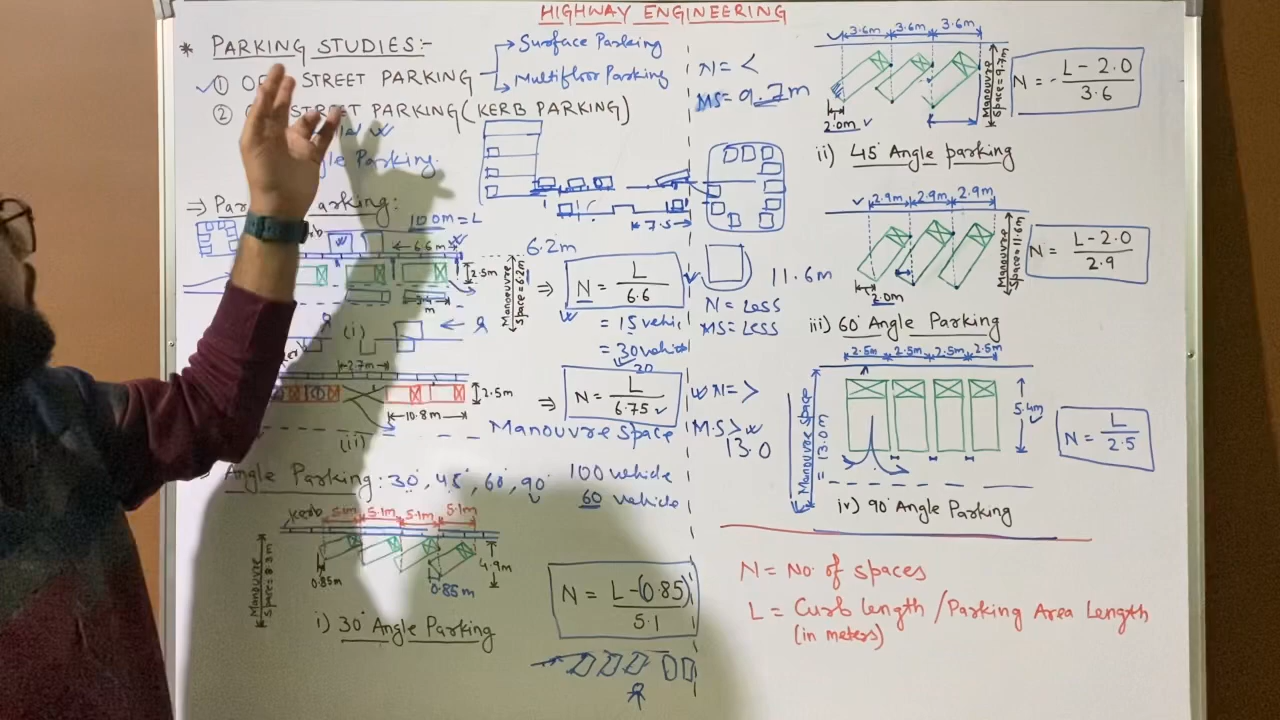 HIGHWAY ENGINEERING
* PARKING STUDIES:-
① STREET PARKING
Surface Parking
Multifloor Parking
② STREET PARKING (KERB PARKING)
Parking.
⇒ Parking:
100m = L
6.6m
2.5m
Manouvre Space = 6.2m
6.2m
7.5
⇒ N = L / 6.6
= 15 vehic
= 30 vehicl
20
(i)
2.7m
2.5m
10.8m
⇒ N = L / 6.75
(ii)
Manouvre Space
Angle Parking: 30°, 45°, 60°, 90°
100 vehicle
60 vehicle
kerb
5.1m 5.1m 5.1m 5.1m
Manouvre Space = 8.3m
0.85m
0.85m
4.9m
i) 30° Angle Parking
N = L-(0.85) / 5.1
N = <
MS = 9.7m
11.6m
N = Less
MS = Less
N = >
M.S >
13.0
3.6m 3.6m 3.6m
2.0m
Manouvre Space = 9.7m
N = L - 2.0 / 3.6
ii) 45° Angle parking
2.9m 2.9m 2.9m
2.0m
Manouvre Space = 11.6m
N = L - 2.0 / 2.9
iii) 60° Angle Parking
2.5m 2.5m 2.5m 2.5m
Manouvre Space = 13.0m
5.4m
N = L / 2.5
iv) 90° Angle Parking
N = No. of spaces
L = Curb length / Parking Area Length
(in meters)